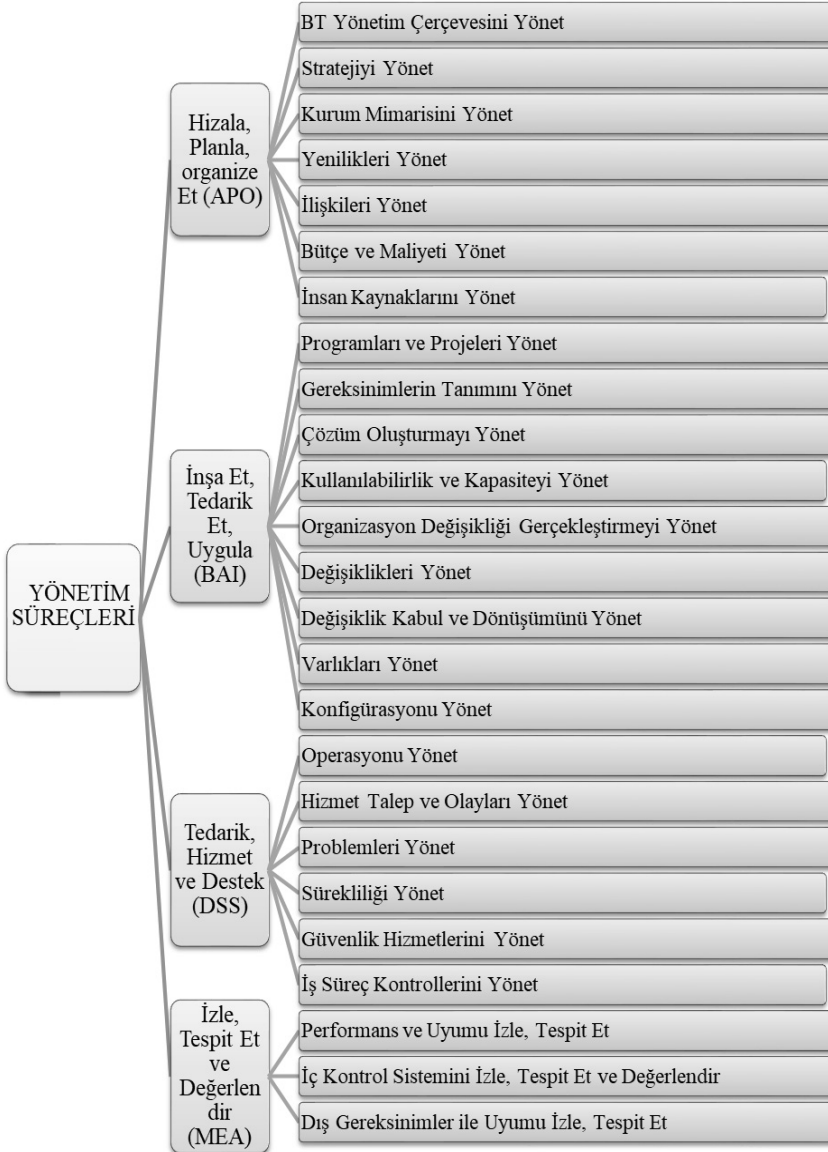 YÖNETİM
SÜREÇLERİ
Hizala,
Planla,
organize
Et (APO)
BT Yönetim Çerçevesini Yönet
Stratejiyi Yönet
Kurum Mimarisini Yönet
Yenilikleri Yönet
İlişkileri Yönet
Bütçe ve Maliyeti Yönet
İnsan Kaynaklarını Yönet
İnşa Et,
Tedarik
Et,
Uygula
(BAI)
Programları ve Projeleri Yönet
Gereksinimlerin Tanımını Yönet
Çözüm Oluşturmayı Yönet
Kullanılabilirlik ve Kapasiteyi Yönet
Organizasyon Değişikliği Gerçekleştirmeyi Yönet
Değişiklikleri Yönet
Değişiklik Kabul ve Dönüşümünü Yönet
Varlıkları Yönet
Konfigürasyonu Yönet
Tedarik,
Hizmet
ve Destek
(DSS)
Operasyonu Yönet
Hizmet Talep ve Olayları Yönet
Problemleri Yönet
Sürekliliği Yönet
Güvenlik Hizmetlerini Yönet
İş Süreç Kontrollerini Yönet
İzle,
Tespit Et
ve
Değerlen
dir
(MEA)
Performans ve Uyumu İzle, Tespit Et
İç Kontrol Sistemini İzle, Tespit Et ve Değerlendir
Dış Gereksinimler ile Uyumu İzle, Tespit Et